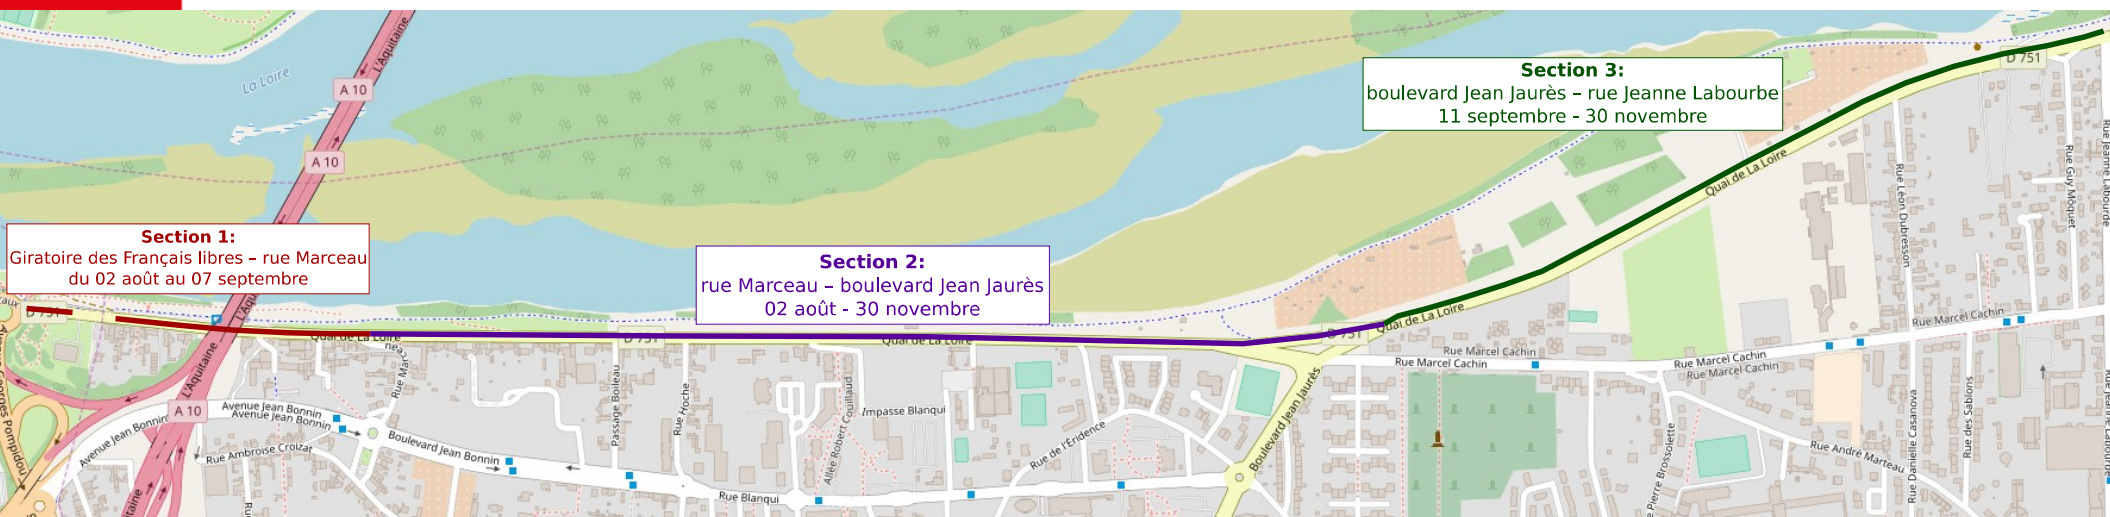 L'Aquitaine
La Loire
A 10
A 10
Section 3:
boulevard Jean Jaurès – rue Jeanne Labourbe
11 septembre - 30 novembre
D 751
Rue Jeanne Labourbe
Rue Guy Môquet
Rue Léon Dubresson
Quai de La Loire
Section 1:
Giratoire des Français libres – rue Marceau
du 02 août au 07 septembre
Section 2:
rue Marceau – boulevard Jean Jaurès
02 août - 30 novembre
D 751
Quai de La Loire
D 751
Quai de La Loire
D 751
Quai de La Loire
Rue Marcel Cachin
Rue Marcel Cachin
Rue Marcel Cachin
Rue Marcel Cachin
Rue Marcel Cachin
L'Aquitaine
Rue Marceau
Passage Boileau
Rue Hoche
Allée Robert Couillaud
Impasse Blanqui
Boulevard Jean Jaurès
A 10
Avenue Jean Bonnin
Avenue Jean Bonnin
Avenue Jean Bonnin
Boulevard Jean Bonnin
Rue Ambroise Croizat
Rue de l'Éridence
Rue Blanqui
Georges Pompidou
Pierre Brossolette
Rue André Marteau
Rue Danielle Casanova
Rue des Sablons